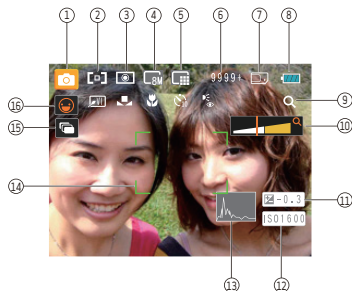 ① ② ③ ④ ⑤ ⑥ ⑦ ⑧
8M 9999+
⑯ ⑨
⑮ ⑩
⑭
-0.3 ⑪
ISO1600
⑬ ⑫